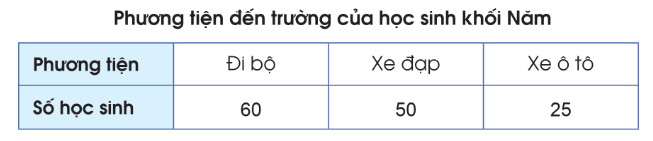 Phương tiện đến trường của học sinh khối Năm
Phương tiện Đi bộ Xe đạp Xe ô tô
Số học sinh 60 50 25